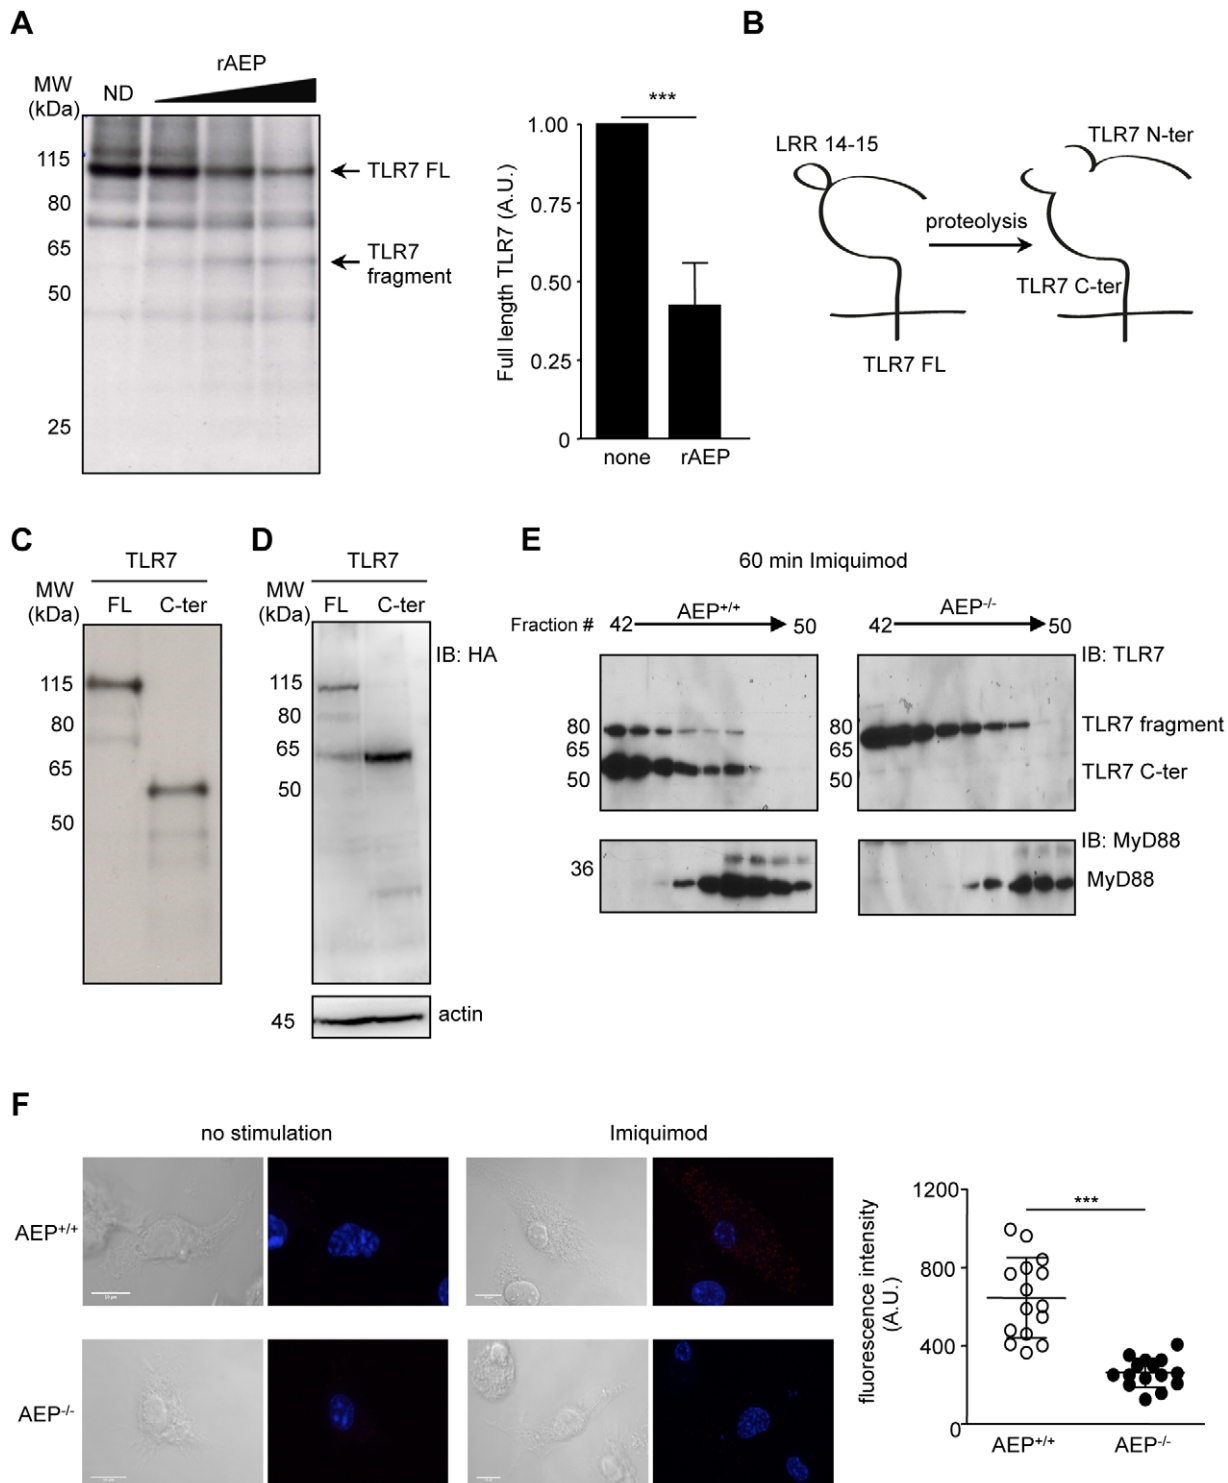 A
rAEP
MW
(kDa)
ND
115
80
65
50
25
TLR7 FL
TLR7
fragment
***
Full length TLR7 (A.U.)
1.00
0.75
0.50
0.25
0
none
rAEP
B
LRR 14-15
TLR7 N-ter
proteolysis
TLR7 C-ter
TLR7 FL
C
TLR7
MW
(kDa)
FL
C-ter
115
80
65
50
D
TLR7
MW
(kDa)
FL
C-ter
IB: HA
115
80
65
50
45
actin
E
60 min Imiquimod
Fraction #
42
AEP+/+
50
42
AEP-/-
50
IB: TLR7
80
65
50
80
65
50
TLR7 fragment
TLR7 C-ter
IB: MyD88
36
MyD88
F
no stimulation
Imiquimod
AEP+/+
AEP-/-
fluorescence intensity
(A.U.)
1200
800
400
0
***
AEP+/+
AEP-/-